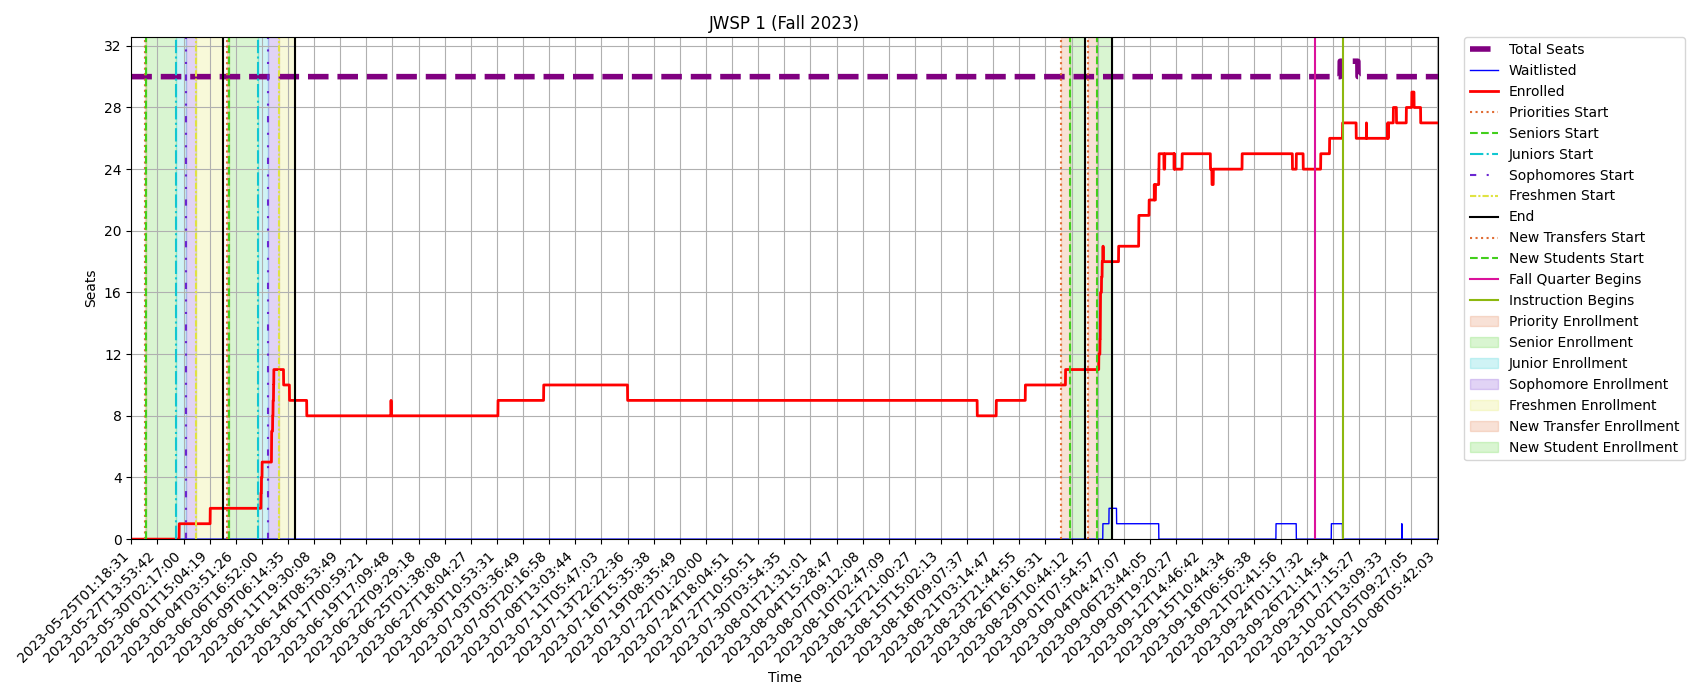 JWSP 1 (Fall 2023)
Seats
32
28
24
20
16
12
8
4
0
2023-05-25T01:18:31
2023-05-27T13:53:42
2023-05-30T02:17:00
2023-06-01T15:04:19
2023-06-04T03:51:26
2023-06-06T16:52:00
2023-06-09T06:14:35
2023-06-11T19:30:08
2023-06-14T08:53:49
2023-06-17T00:59:21
2023-06-19T17:09:48
2023-06-22T09:29:18
2023-06-25T01:38:09
2023-06-27T18:04:27
2023-06-30T10:53:31
2023-07-03T03:36:49
2023-07-05T20:16:58
2023-07-08T13:03:44
2023-07-11T05:47:03
2023-07-13T22:22:36
2023-07-16T15:35:38
2023-07-19T08:35:49
2023-07-22T01:20:00
2023-07-24T18:04:51
2023-07-27T10:50:51
2023-07-30T03:54:35
2023-08-01T21:31:01
2023-08-04T15:28:47
2023-08-07T09:12:08
2023-08-10T02:47:09
2023-08-12T21:00:27
2023-08-15T15:02:13
2023-08-18T09:07:37
2023-08-21T03:14:47
2023-08-23T21:44:55
2023-08-26T16:16:31
2023-08-29T10:44:12
2023-09-01T07:54:57
2023-09-04T04:47:07
2023-09-06T23:44:05
2023-09-09T19:20:27
2023-09-12T14:46:42
2023-09-15T10:44:34
2023-09-18T06:56:38
2023-09-21T02:41:56
2023-09-24T01:17:32
2023-09-26T21:14:54
2023-09-29T17:15:27
2023-10-02T13:09:33
2023-10-05T09:27:05
2023-10-08T05:42:03
Time
Total Seats
Waitlisted
Enrolled
Priorities Start
Seniors Start
Juniors Start
Sophomores Start
Freshmen Start
End
New Transfers Start
New Students Start
Fall Quarter Begins
Instruction Begins
Priority Enrollment
Senior Enrollment
Junior Enrollment
Sophomore Enrollment
Freshmen Enrollment
New Transfer Enrollment
New Student Enrollment